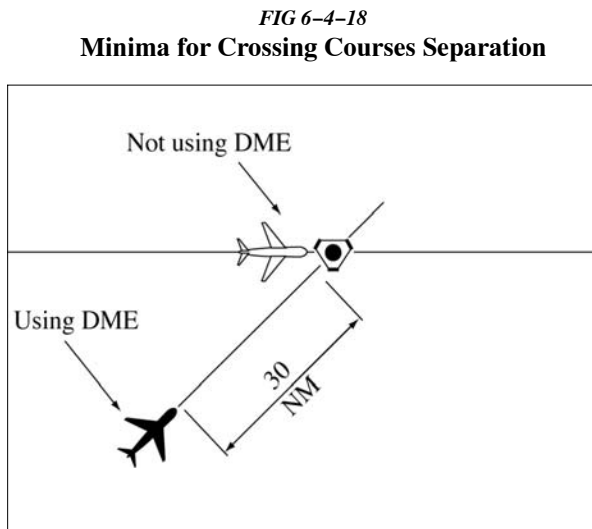 FIG 6–4–18
Minima for Crossing Courses Separation
Not using DME
Using DME
30
NM